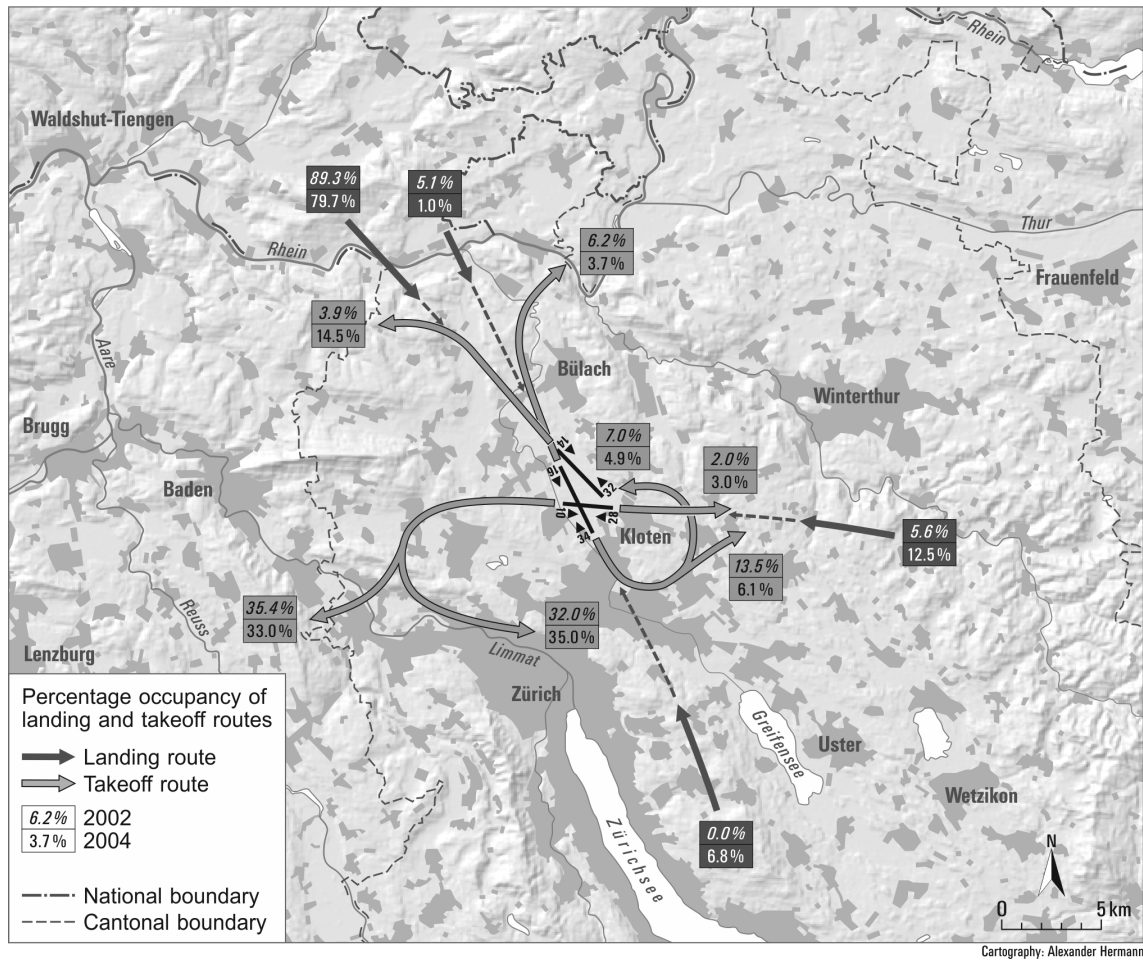 Rhein
Waldshut-Tiengen
89.3%
79.7%
5.1%
1.0%
Thur
Rhein
6.2%
3.7%
Frauenfeld
3.9%
14.5%
Aare
Bülach
Winterthur
Brugg
7.0%
4.9%
14
2.0%
3.0%
Baden
16
32
10
28
34
Kloten
5.6%
12.5%
13.5%
6.1%
Reuss
35.4%
33.0%
32.0%
35.0%
Limmat
Lenzburg
Zürich
Greifensee
Uster
Wetzikon
Zürichsee
0.0%
6.8%
Percentage occupancy of
landing and takeoff routes
Landing route
Takeoff route
6.2% 2002
3.7% 2004
National boundary
Cantonal boundary
N
0 5 km
Cartography: Alexander Hermann